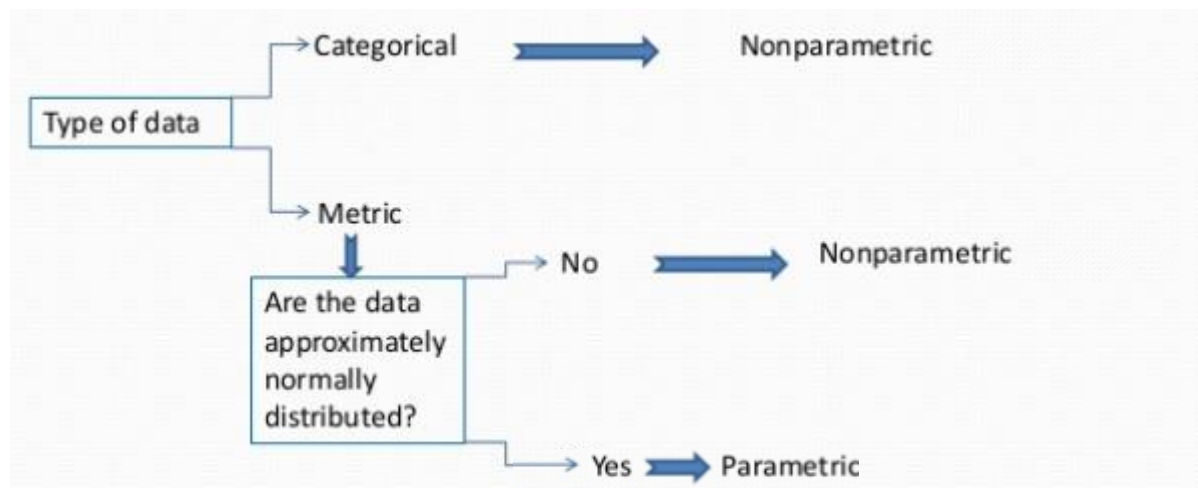 Categorical
Nonparametric
Type of data
Metric
No
Nonparametric
Are the data
approximately
normally
distributed?
Yes
Parametric